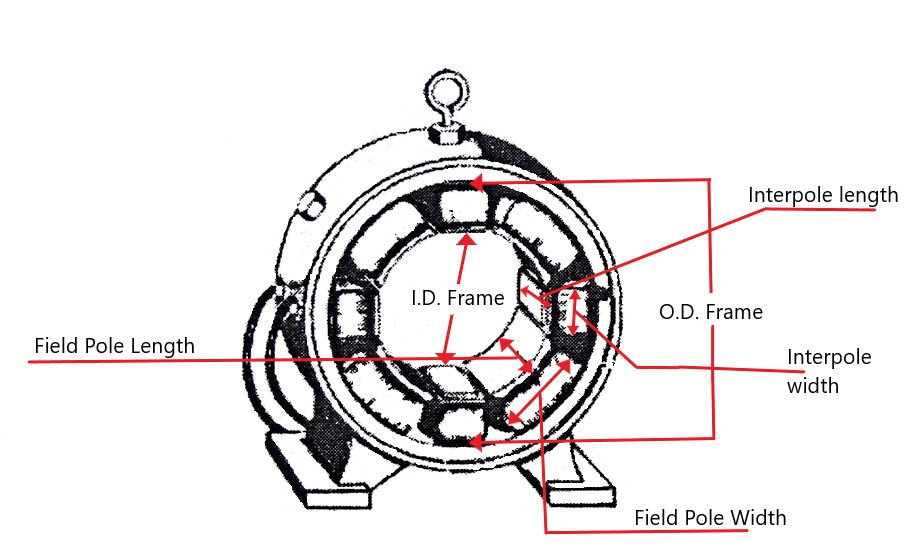 Interpole length
I.D. Frame
O.D. Frame
Field Pole Length
Interpole
width
Field Pole Width